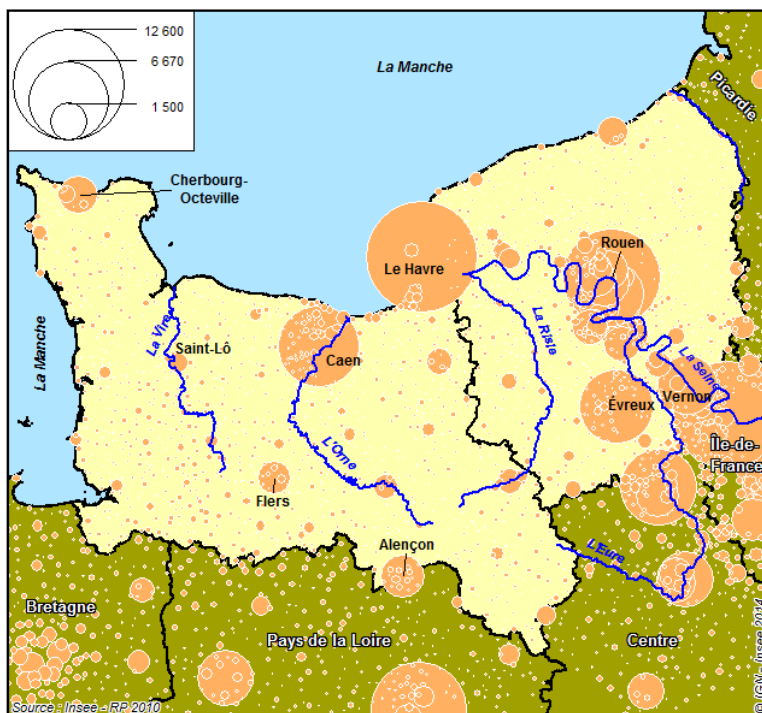 12 600
6 670
1 500
La Manche
Picardie
Cherbourg-
Octeville
Rouen
Le Havre
La Manche
La Vire
La Risle
Saint-Lô
Caen
La Seine
Vernon
Évreux
L'Orne
Île-de-
France
Flers
Alençon
L'Eure
Bretagne
Pays de la Loire
Centre
Source : Insee - RP 2010
© IGN - Insee 2014